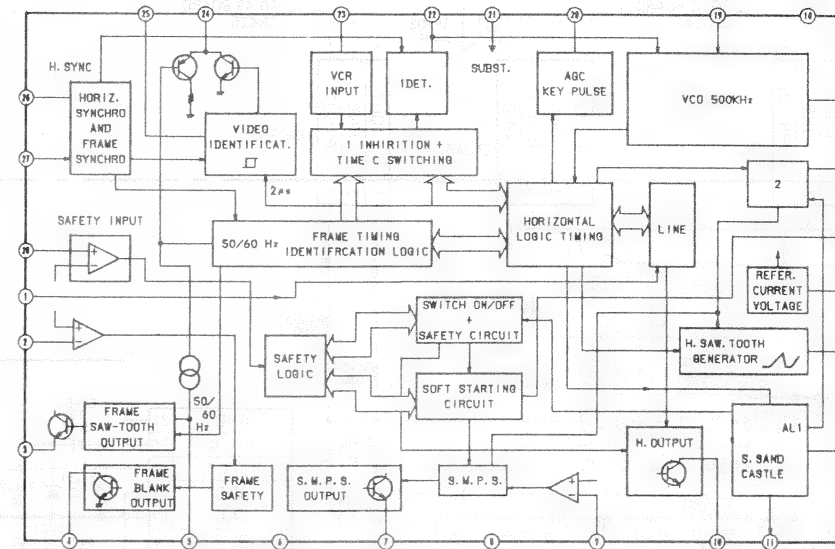 25
24
23
22
21
20
19
10
H. SYNC
26
HORIZ.
SYNCHRO
AND
FRAME
SYNCHRO
27
VIDEO
IDENTIFICAT.
VCR
INPUT
1DET.
SUBST.
AGC
KEY PULSE
VCO 500KHz
1 INHIRITION +
TIME C SWITCHING
2µs
2
SAFETY INPUT
20
+
-
50/60 Hz
FRAME TIMING
IDENTIFRCATION LOGIC
HORIZONTAL
LOGIC TIMING
LINE
REFER.
CURRENT
VOLTAGE
1
2
+
-
SAFETY
LOGIC
SWITCH ON/OFF
+
SAFETY CIRCUIT
H. SAW. TOOTH
GENERATOR
SOFT STARTING
CIRCUIT
50/
60
Hz
3
FRAME
SAW-TOOTH
OUTPUT
H. OUTPUT
AL1
S. SAND
CASTLE
FRAME
BLANK
OUTPUT
FRAME
SAFETY
S. M. P. S.
OUTPUT
S. M. P. S.
+
-
4
5
6
7
8
9
10
11